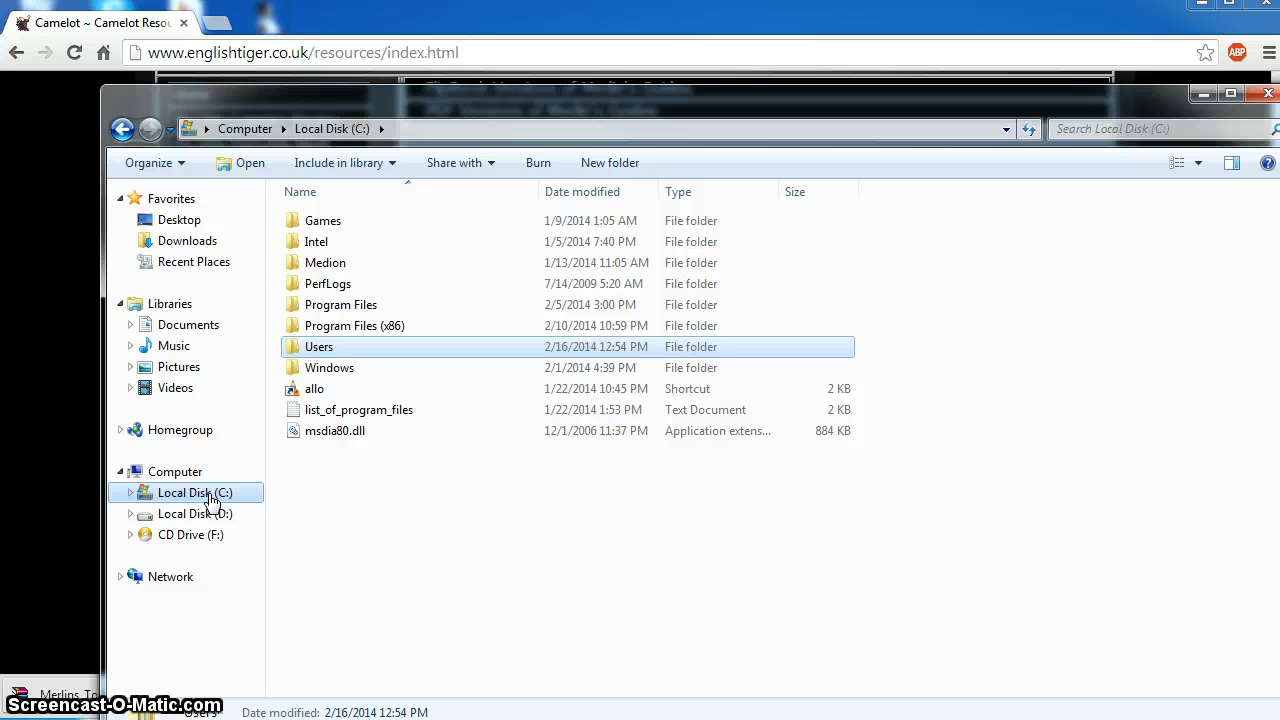 Camelot ~ Camelot Reso
www.englishtiger.co.uk/resources/index.html
ABP
Computer Local Disk (C:)
Search Local Disk (C:)
Organize Open Include in library Share with Burn New folder
Name Date modified Type Size
Favorites
Desktop
Downloads
Recent Places
Libraries
Documents
Music
Pictures
Videos
Homegroup
Computer
Local Disk (C:)
Local Disk (D:)
CD Drive (F:)
Network
Games 1/9/2014 1:05 AM File folder
Intel 1/5/2014 7:40 PM File folder
Medion 1/13/2014 11:05 AM File folder
PerfLogs 7/14/2009 5:20 AM File folder
Program Files 2/5/2014 3:00 PM File folder
Program Files (x86) 2/10/2014 10:59 PM File folder
Users 2/16/2014 12:54 PM File folder
Windows 2/1/2014 4:39 PM File folder
allo 1/22/2014 10:45 PM Shortcut 2 KB
list_of_program_files 1/22/2014 1:53 PM Text Document 2 KB
msdia80.dll 12/1/2006 11:37 PM Application extens... 884 KB
Merlins
Screencast-O-Matic.com
Date modified: 2/16/2014 12:54 PM